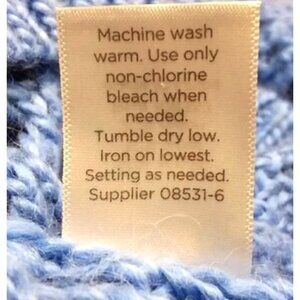 Machine wash
warm. Use only
non-chlorine
bleach when
needed.
Tumble dry low.
Iron on lowest.
Setting as needed.
Supplier 08531-6